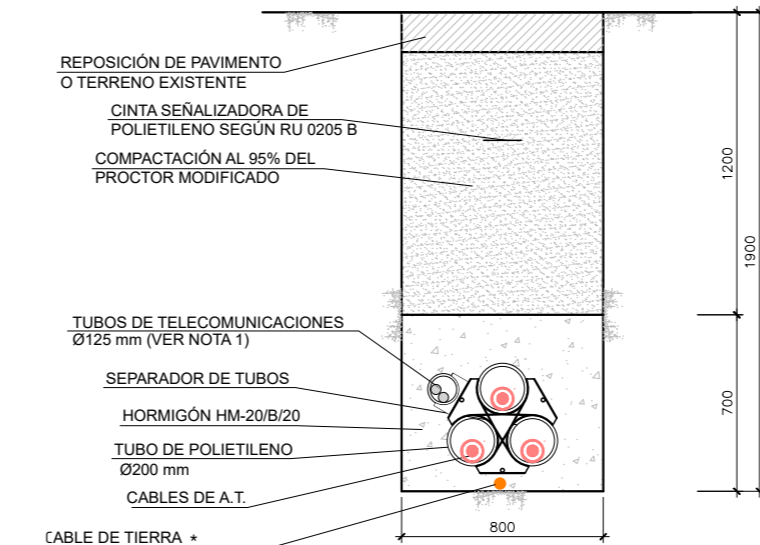 REPOSICIÓN DE PAVIMENTO
O TERRENO EXISTENTE
CINTA SEÑALIZADORA DE
POLIETILENO SEGÚN RU 0205 B
COMPACTACIÓN AL 95% DEL
PROCTOR MODIFICADO
1200
1900
TUBOS DE TELECOMUNICACIONES
Ø125 mm (VER NOTA 1)
SEPARADOR DE TUBOS
700
HORMIGÓN HM-20/B/20
TUBO DE POLIETILENO
Ø200 mm
CABLES DE A.T.
800
CABLE DE TIERRA *